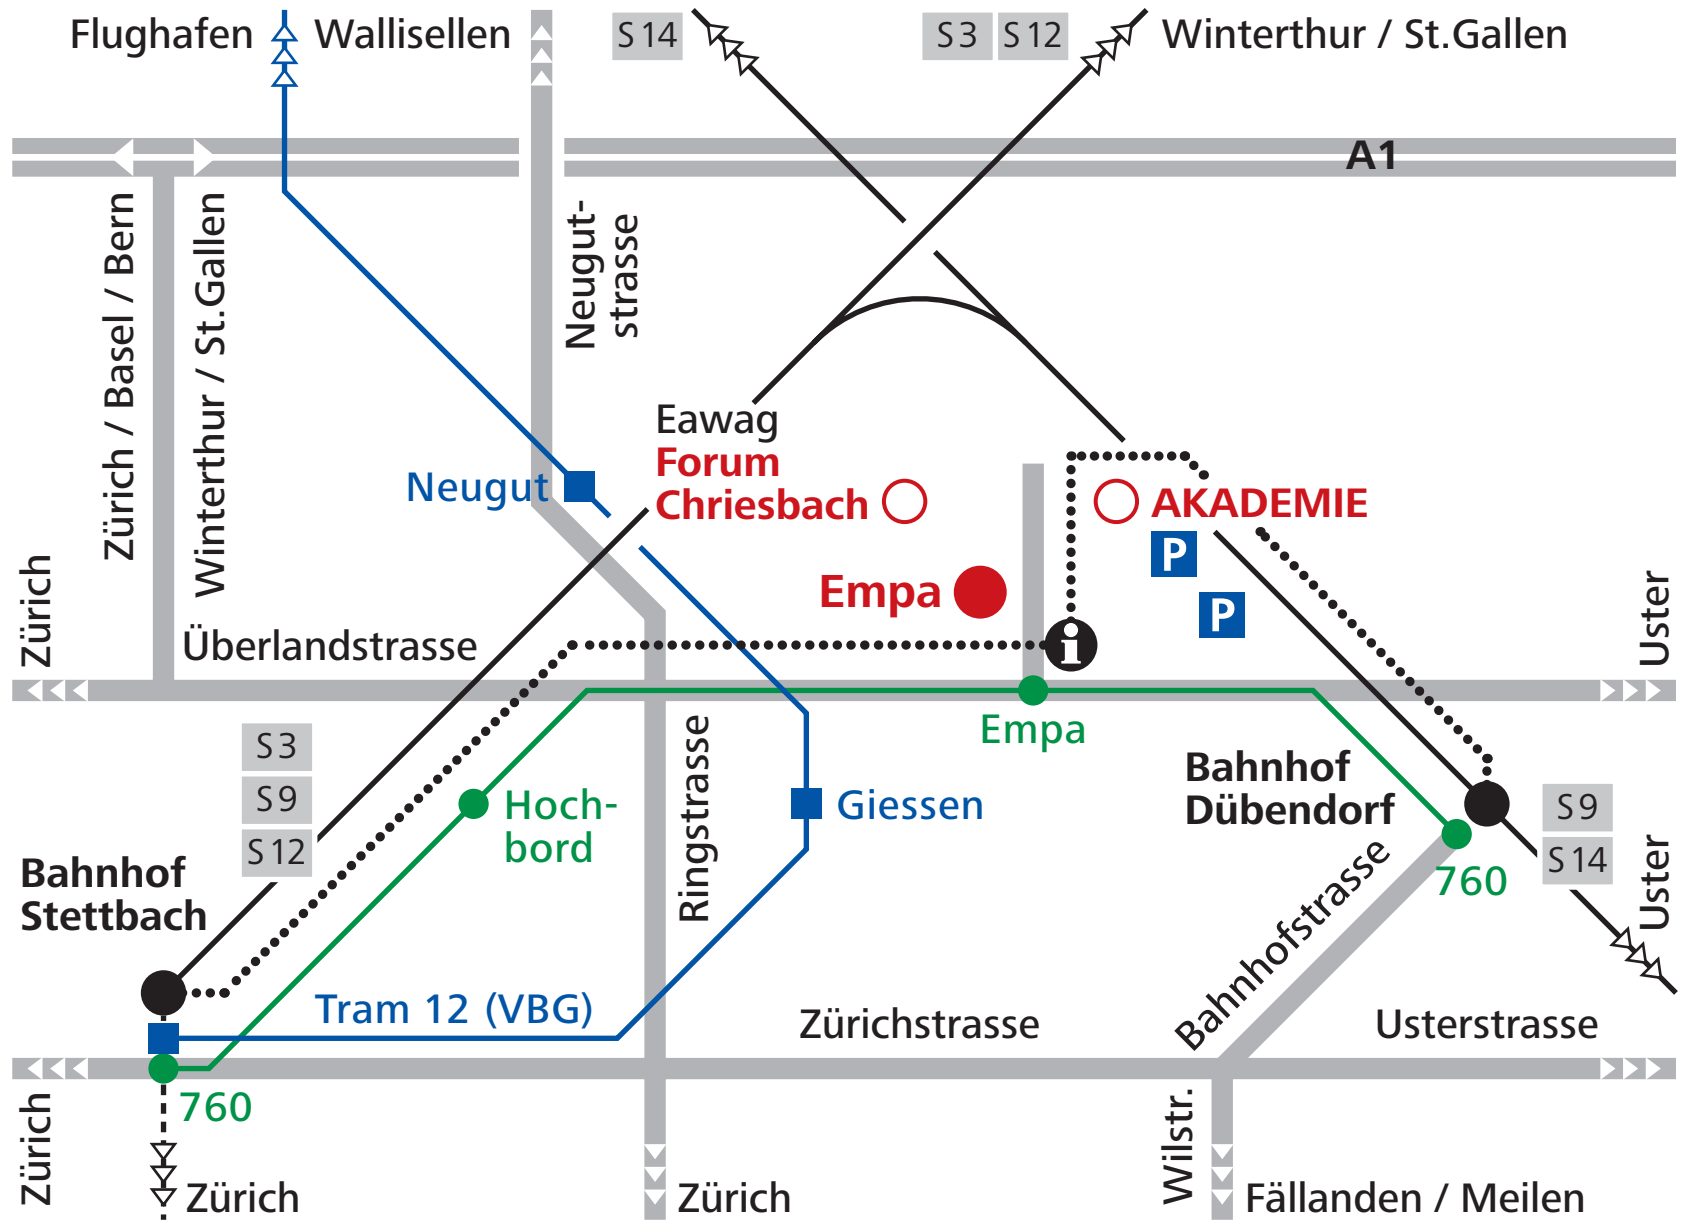 Flughafen
Wallisellen
S 14
S 3
S 12
Winterthur / St.Gallen
A1
Zürich / Basel / Bern
Winterthur / St.Gallen
Neugut-
strasse
Eawag
Forum
Chriesbach
AKADEMIE
Neugut
P
P
Empa
i
Zürich
Überlandstrasse
Uster
Empa
S 3
S 9
S 12
Hoch-
bord
Ringstrasse
Giessen
Bahnhof
Dübendorf
S 9
S 14
760
Uster
Bahnhof
Stettbach
Bahnhofstrasse
Tram 12 (VBG)
Zürichstrasse
Usterstrasse
760
Zürich
Zürich
Zürich
Wilstr.
Fällanden / Meilen